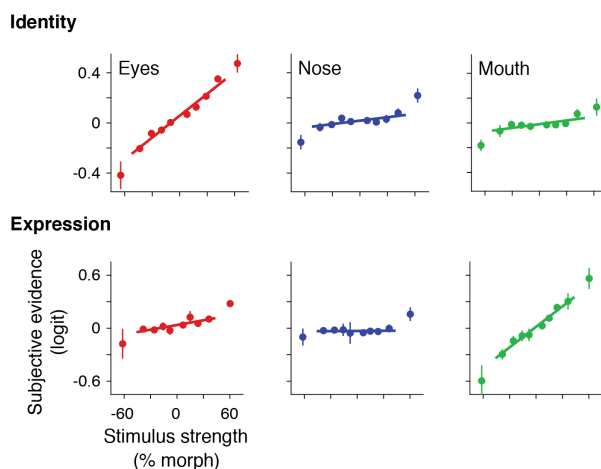 Identity
Eyes
Nose
Mouth
0.4
0
-0.4
Expression
Subjective evidence
(logit)
0.6
0
-0.6
-60 0 60
Stimulus strength
(% morph)